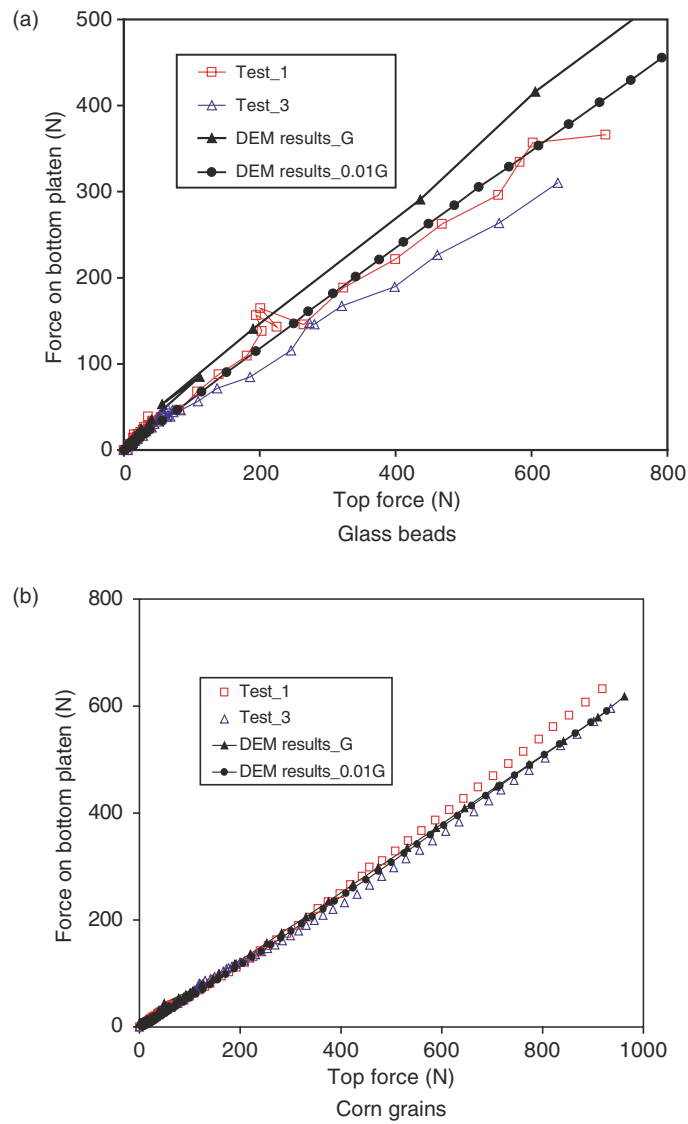 (a)
500
400
300
200
100
0
Force on bottom platen (N)
Test_1
Test_3
DEM results_G
DEM results_0.01G
0
200
400
600
800
Top force (N)
Glass beads
(b)
800
600
400
200
0
Force on bottom platen (N)
Test_1
Test_3
DEM results_G
DEM results_0.01G
0
200
400
600
800
1000
Top force (N)
Corn grains